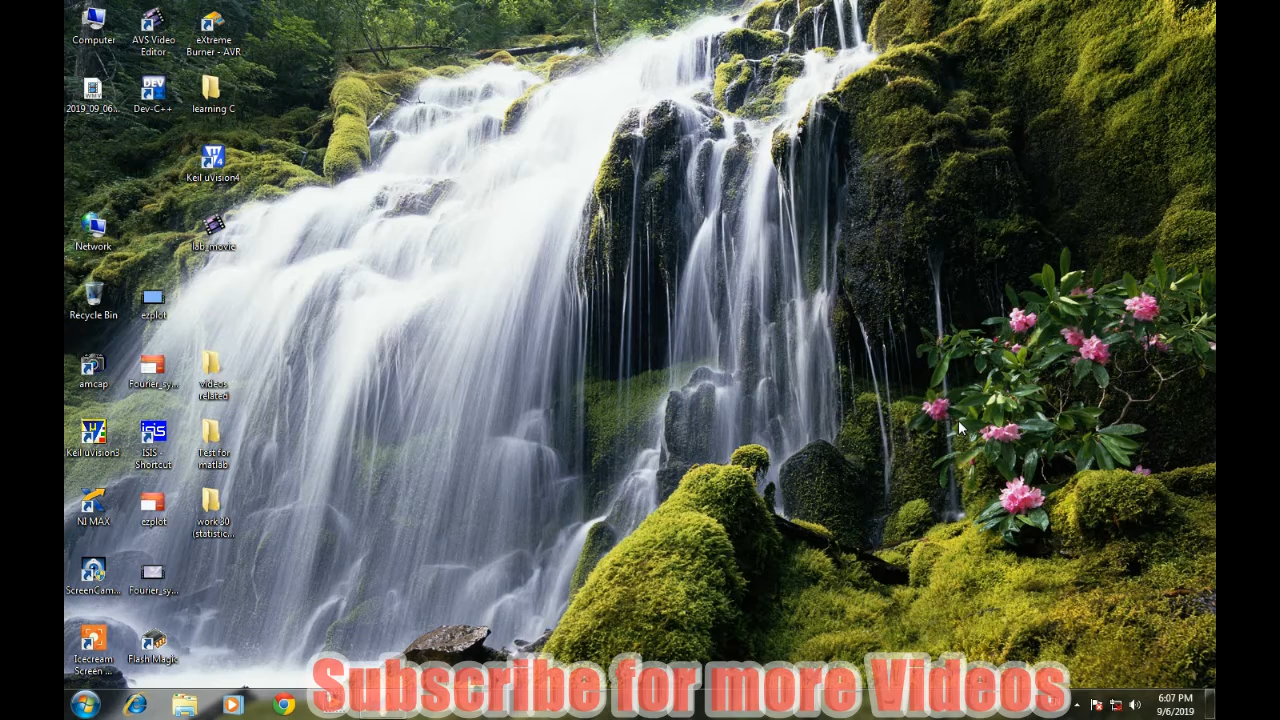 Computer
AVS Video
Editor
eXtreme
Burner - AVR
2019_09_06...
Dev-C++
learning C
Keil uvision4
Network
lab_movie
Recycle Bin
ezplot
amcap
Fourier_sy...
videos
related
Keil uvision3
ISIS -
Shortcut
Test for
matlab
NI MAX
ezplot
work 30
(statistic...
ScreenCam...
Fourier_sy...
Icecream
Screen ...
Flash Magic
Subscribe for more Videos
6:07 PM
9/6/2019